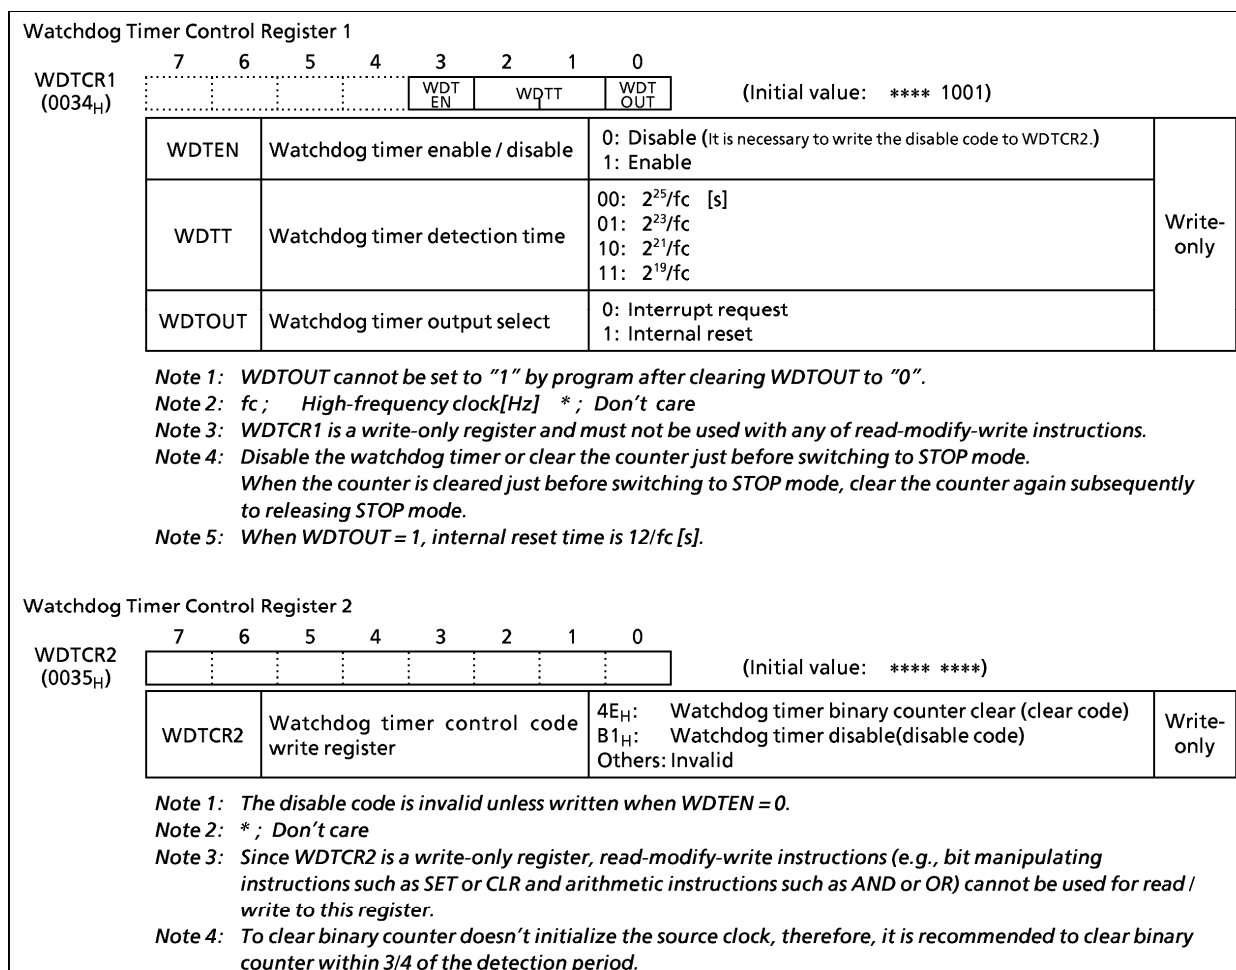 Watchdog Timer Control Register 1
7 6 5 4 3 2 1 0
WDTCR1
(0034H)
WDT
EN
WDTT
WDT
OUT
(Initial value: **** 1001)
WDTEN
Watchdog timer enable / disable
0: Disable (It is necessary to write the disable code to WDTCR2.)
1: Enable
WDTT
Watchdog timer detection time
00: 2²⁵/fc [s]
01: 2²³/fc
10: 2²¹/fc
11: 2¹⁹/fc
Write-
only
WDTOUT
Watchdog timer output select
0: Interrupt request
1: Internal reset
Note 1: WDTOUT cannot be set to "1" by program after clearing WDTOUT to "0".
Note 2: fc ; High-frequency clock[Hz] * ; Don't care
Note 3: WDTCR1 is a write-only register and must not be used with any of read-modify-write instructions.
Note 4: Disable the watchdog timer or clear the counter just before switching to STOP mode.
When the counter is cleared just before switching to STOP mode, clear the counter again subsequently
to releasing STOP mode.
Note 5: When WDTOUT = 1, internal reset time is 12/fc [s].
Watchdog Timer Control Register 2
7 6 5 4 3 2 1 0
WDTCR2
(0035H)
(Initial value: **** ****)
WDTCR2
Watchdog timer control code
write register
4EH: Watchdog timer binary counter clear (clear code)
B1H: Watchdog timer disable(disable code)
Others: Invalid
Write-
only
Note 1: The disable code is invalid unless written when WDTEN = 0.
Note 2: * ; Don't care
Note 3: Since WDTCR2 is a write-only register, read-modify-write instructions (e.g., bit manipulating
instructions such as SET or CLR and arithmetic instructions such as AND or OR) cannot be used for read /
write to this register.
Note 4: To clear binary counter doesn't initialize the source clock, therefore, it is recommended to clear binary
counter within 3/4 of the detection period.